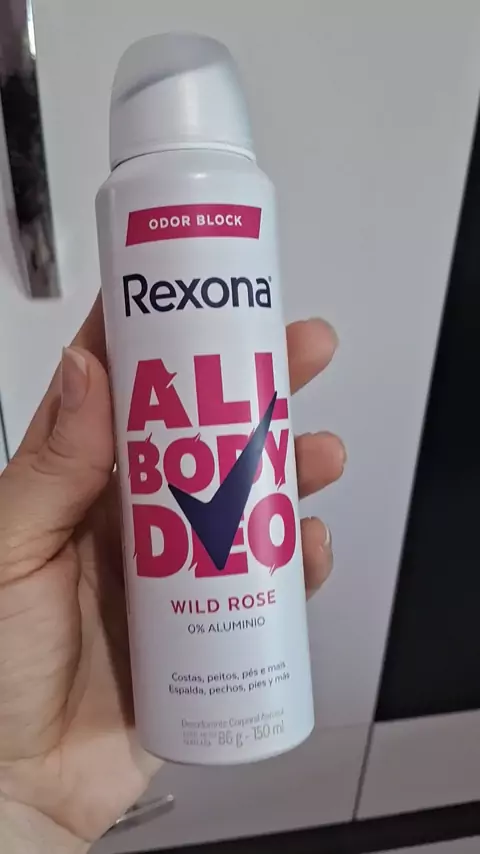 ODOR BLOCK
Rexona
ALL
BODY
DEO
WILD ROSE
0% ALUMINIO
Costas, peitos, pés e mais
Espalda, pechos, pies y más
Desodorante Corporal Aerosol
86 g - 150 ml